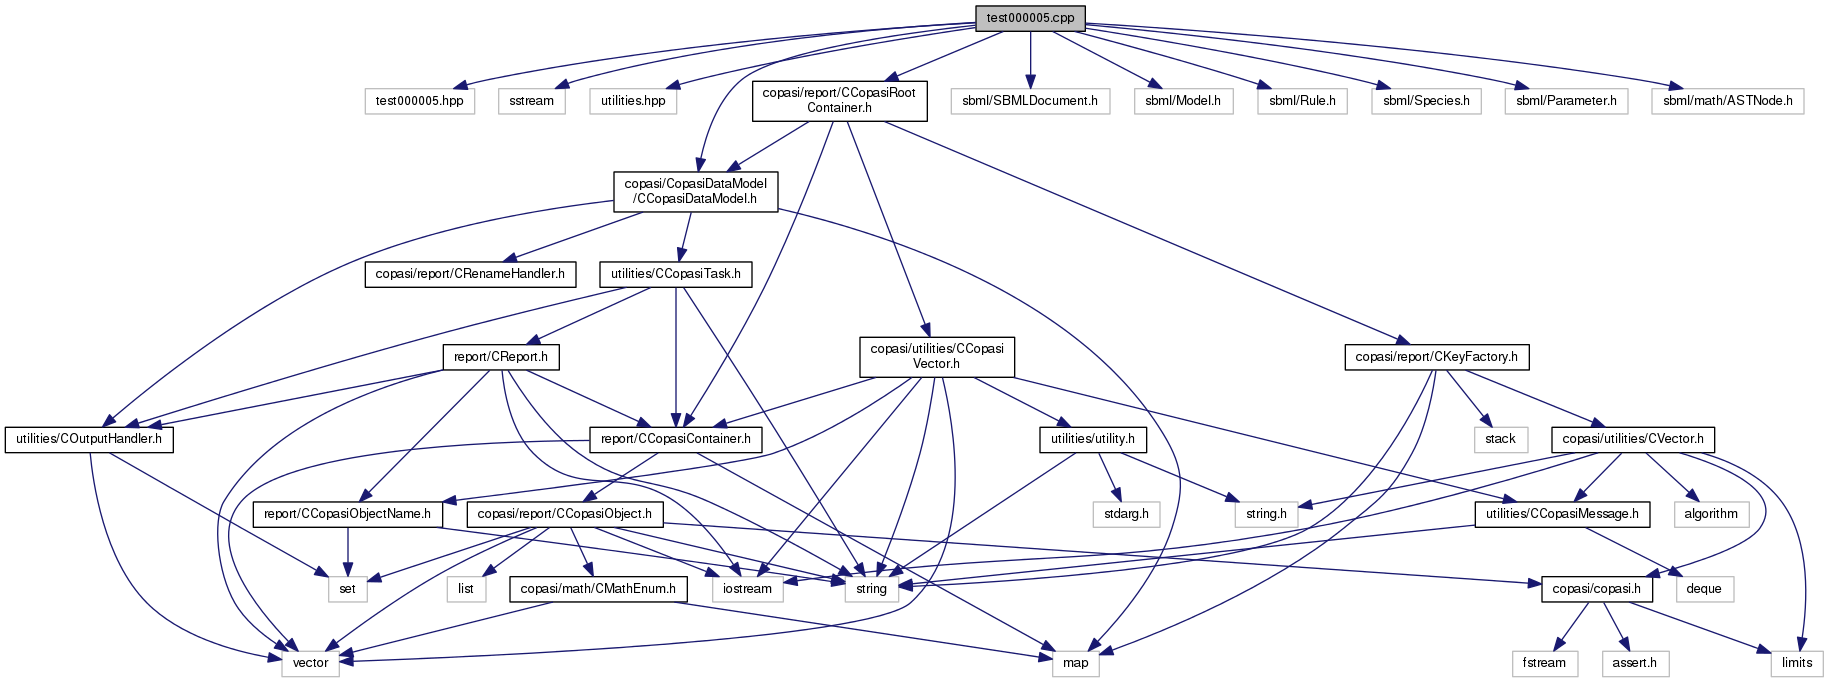 test000005.cpp
test000005.hpp
sstream
utilities.hpp
copasi/report/CCopasiRoot
Container.h
sbml/SBMLDocument.h
sbml/Model.h
sbml/Rule.h
sbml/Species.h
sbml/Parameter.h
sbml/math/ASTNode.h
copasi/CopasiDataModel
/CCopasiDataModel.h
copasi/report/CRenameHandler.h
utilities/CCopasiTask.h
report/CReport.h
copasi/utilities/CCopasi
Vector.h
copasi/report/CKeyFactory.h
utilities/COutputHandler.h
report/CCopasiContainer.h
utilities/utility.h
stack
copasi/utilities/CVector.h
report/CCopasiObjectName.h
copasi/report/CCopasiObject.h
stdarg.h
string.h
utilities/CCopasiMessage.h
algorithm
set
list
copasi/math/CMathEnum.h
iostream
string
copasi/copasi.h
deque
vector
map
fstream
assert.h
limits